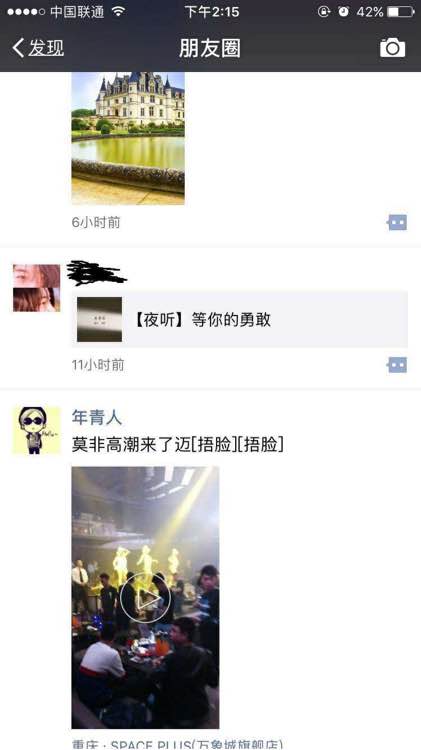 中国联通
下午2:15
42%
发现
朋友圈
6小时前
【夜听】等你的勇敢
11小时前
年青人
莫非高潮来了迈[捂脸][捂脸]
重庆 · SPACE PLUS(万象城旗舰店)